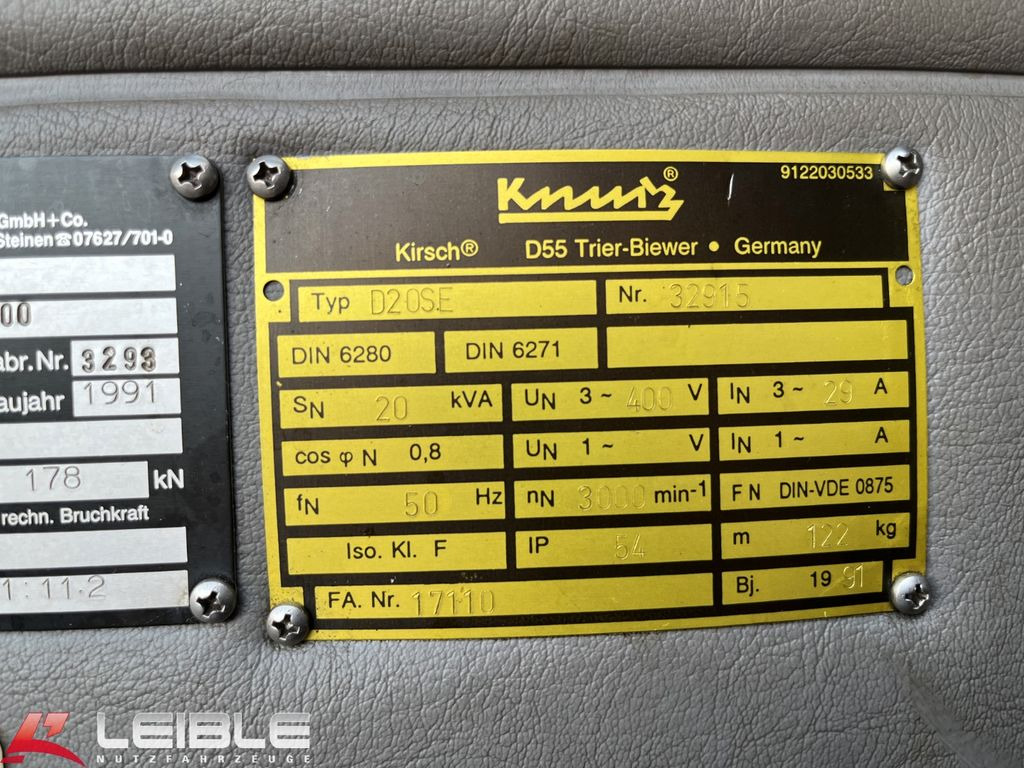 GmbH+Co.
Steinen ☎ 07627/701-0
00
abr.Nr. 3293
aujahr 1991
178 kN
rechn. Bruchkraft
1:11.2
9122030533
Kirsch® D55 Trier-Biewer • Germany
Typ D20SE Nr. 32915
DIN 6280 DIN 6271
SN 20 kVA UN 3~ 400 V IN 3~ 29 A
cos φ N 0,8 UN 1~ V IN 1~ A
fN 50 Hz nN 3000 min-1 FN DIN-VDE 0875
Iso. Kl. F IP 54 m 122 kg
FA. Nr. 17110 Bj. 1991
LEIBLE
NUTZFAHRZEUGE